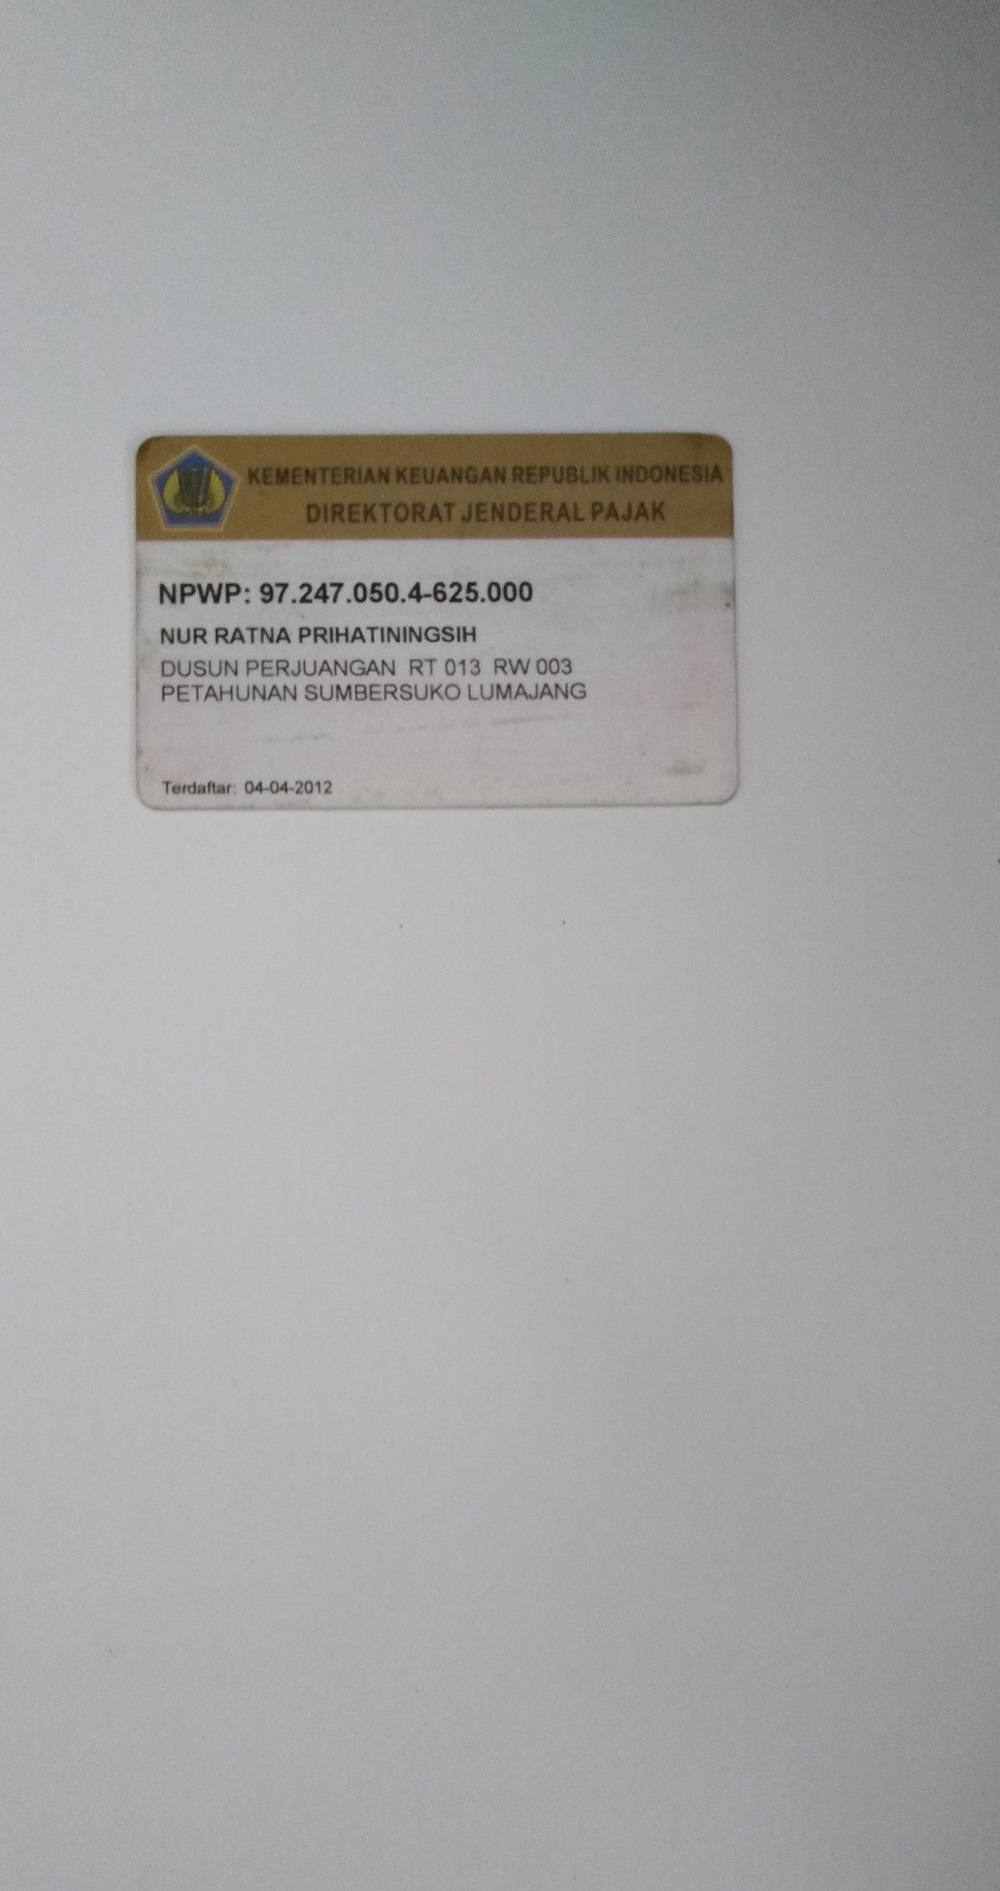 KEMENTERIAN KEUANGAN REPUBLIK INDONESIA
DIREKTORAT JENDERAL PAJAK
NPWP: 97.247.050.4-625.000
NUR RATNA PRIHATININGSIH
DUSUN PERJUANGAN RT 013 RW 003
PETAHUNAN SUMBERSUKO LUMAJANG
Terdaftar: 04-04-2012